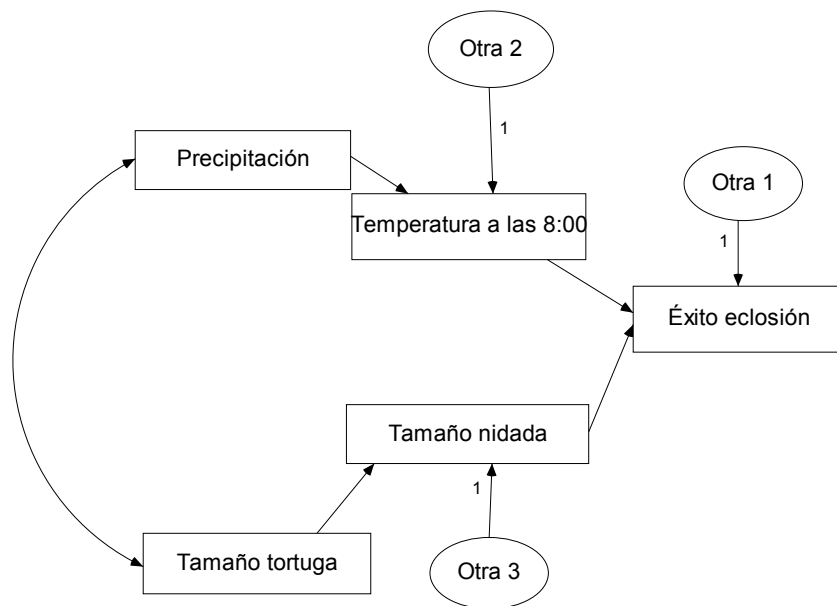 Otra 2
1
Precipitación
Otra 1
Temperatura a las 8:00
1
Éxito eclosión
Tamaño nidada
1
Tamaño tortuga
Otra 3